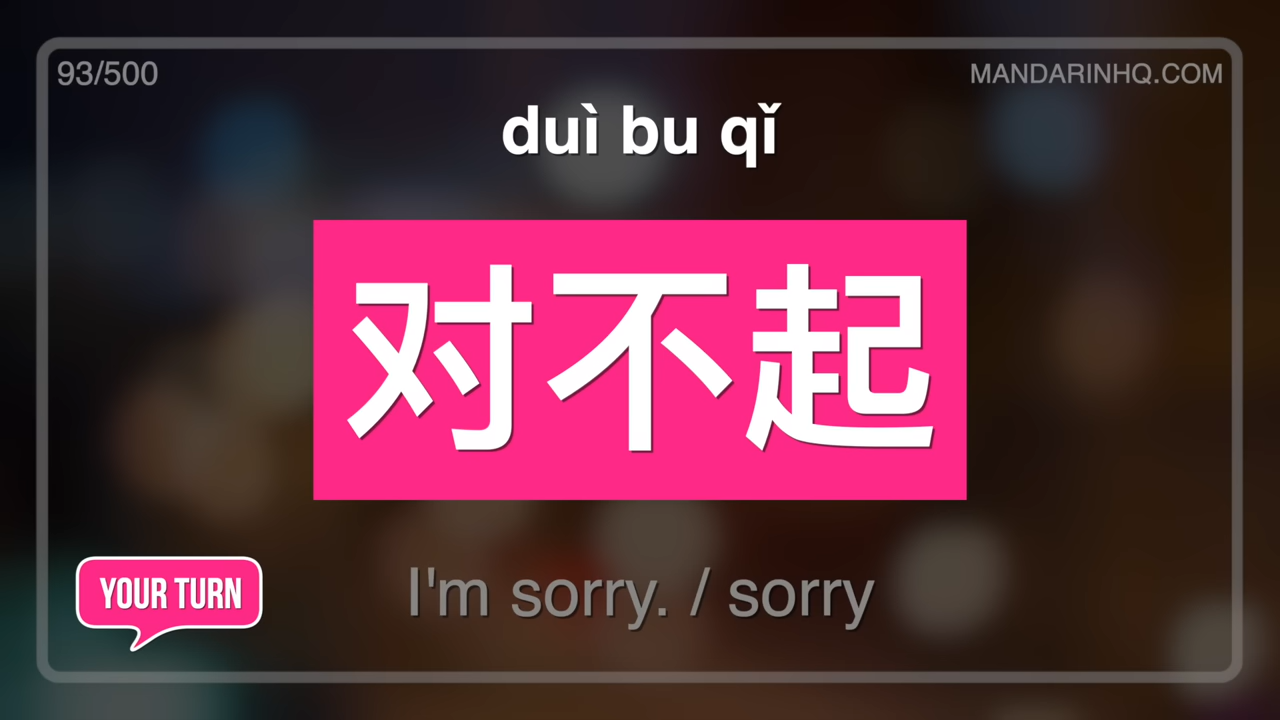 93/500
MANDARINHQ.COM
duì bu qǐ
对不起
I'm sorry. / sorry
YOUR TURN